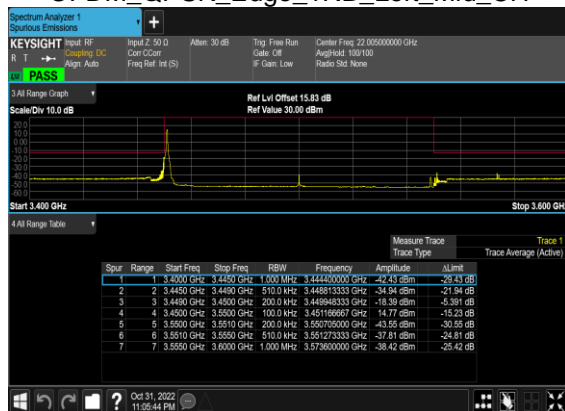 Spectrum Analyzer 1
Spurious Emissions
+
KEYSIGHT Input: RF Input Z: 50 Ω Atten: 30 dB Trig: Free Run Center Freq: 22.005000000 GHz
R T Coupling: DC Corr CCorr Gate: Off Avg|Hold: 100/100
Align: Auto Freq Ref: Int (S) IF Gain: Low Radio Std: None
PASS
3 All Range Graph Ref Lvl Offset 15.83 dB
Scale/Div 10.0 dB Ref Value 30.00 dBm
20.0
10.0
0.00
-10.0
-20.0
-30.0
-40.0
-50.0
-60.0
Start 3.400 GHz Stop 3.600 GH
4 All Range Table
Measure Trace Trace 1
Trace Type Trace Average (Active)
Spur Range Start Freq Stop Freq RBW Frequency Amplitude ΔLimit
1 1 3.4000 GHz 3.4450 GHz 1.000 MHz 3.444400000 GHz -42.43 dBm -29.43 dB
2 2 3.4450 GHz 3.4490 GHz 510.0 kHz 3.448813333 GHz -34.94 dBm -21.94 dB
3 3 3.4490 GHz 3.4500 GHz 200.0 kHz 3.449948333 GHz -18.39 dBm -5.391 dB
4 4 3.4500 GHz 3.5500 GHz 100.0 kHz 3.451166667 GHz 14.77 dBm -15.23 dB
5 5 3.5500 GHz 3.5510 GHz 200.0 kHz 3.550705000 GHz -43.55 dBm -30.55 dB
6 6 3.5510 GHz 3.5550 GHz 510.0 kHz 3.551273333 GHz -37.81 dBm -24.81 dB
7 7 3.5550 GHz 3.6000 GHz 1.000 MHz 3.573600000 GHz -38.42 dBm -25.42 dB
? Oct 31, 2022
11:05:44 PM